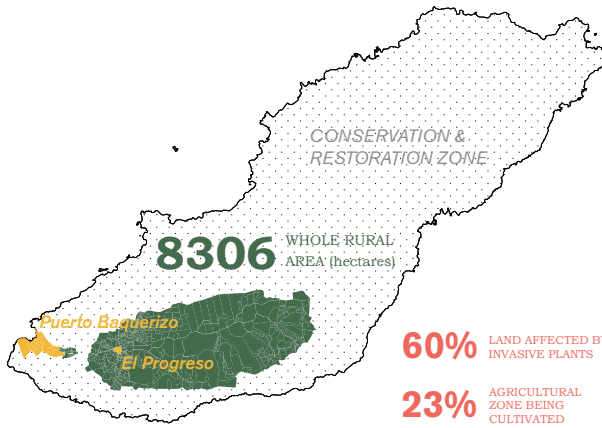 CONSERVATION &
RESTORATION ZONE
8306
WHOLE RURAL
AREA (hectares)
Puerto Baquerizo
El Progreso
60%
LAND AFFECTED BY
INVASIVE PLANTS
23%
AGRICULTURAL
ZONE BEING
CULTIVATED